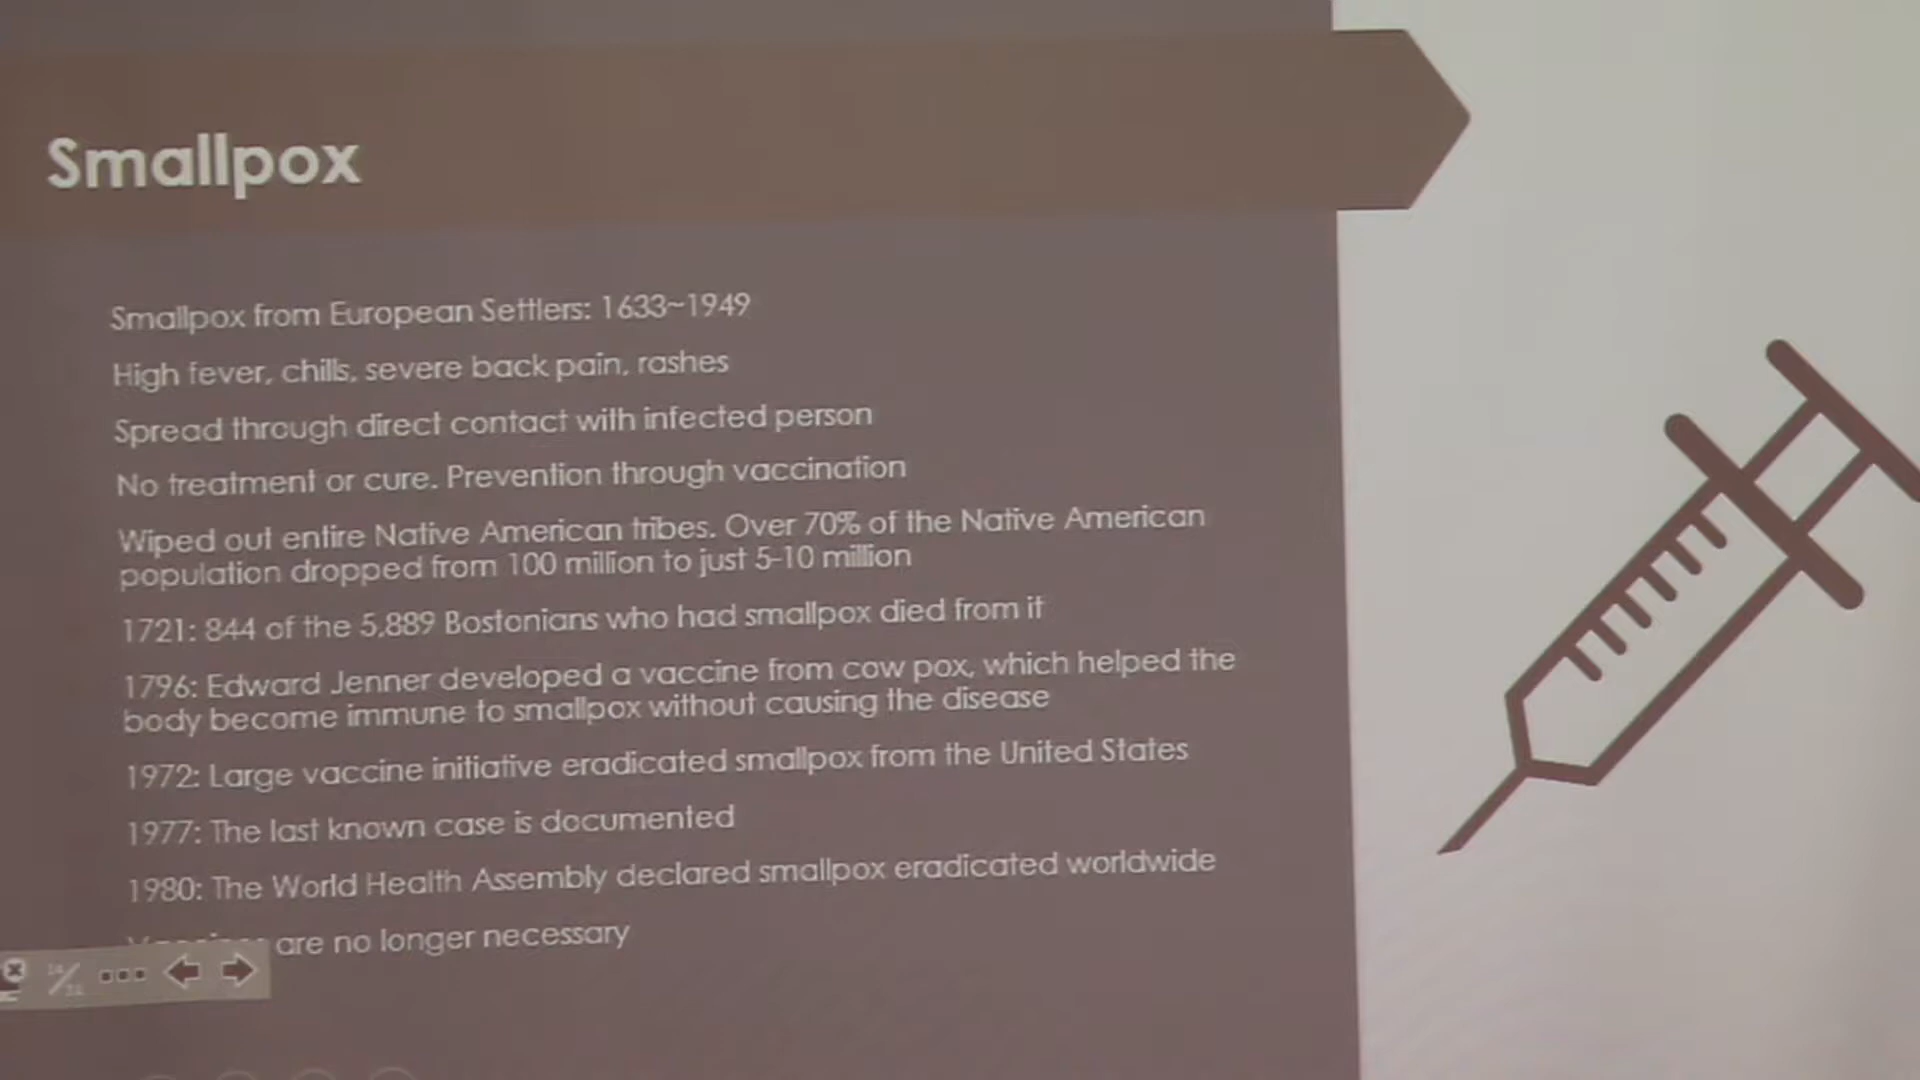 Smallpox
Smallpox from European Settlers: 1633~1949
High fever, chills, severe back pain, rashes
Spread through direct contact with infected person
No treatment or cure. Prevention through vaccination
Wiped out entire Native American tribes. Over 70% of the Native American
population dropped from 100 million to just 5-10 million
1721: 844 of the 5,889 Bostonians who had smallpox died from it
1796: Edward Jenner developed a vaccine from cow pox, which helped the
body become immune to smallpox without causing the disease
1972: Large vaccine initiative eradicated smallpox from the United States
1977: The last known case is documented
1980: The World Health Assembly declared smallpox eradicated worldwide
are no longer necessary